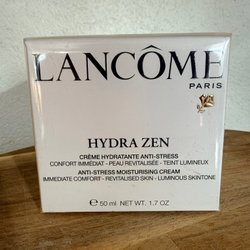 LANCÔME
PARIS
HYDRA ZEN
CRÈME HYDRATANTE ANTI-STRESS
CONFORT IMMÉDIAT - PEAU REVITALISÉE - TEINT LUMINEUX
ANTI-STRESS MOISTURISING CREAM
IMMEDIATE COMFORT - REVITALISED SKIN - LUMINOUS SKINTONE
℮ 50 ml NET WT. 1.7 OZ